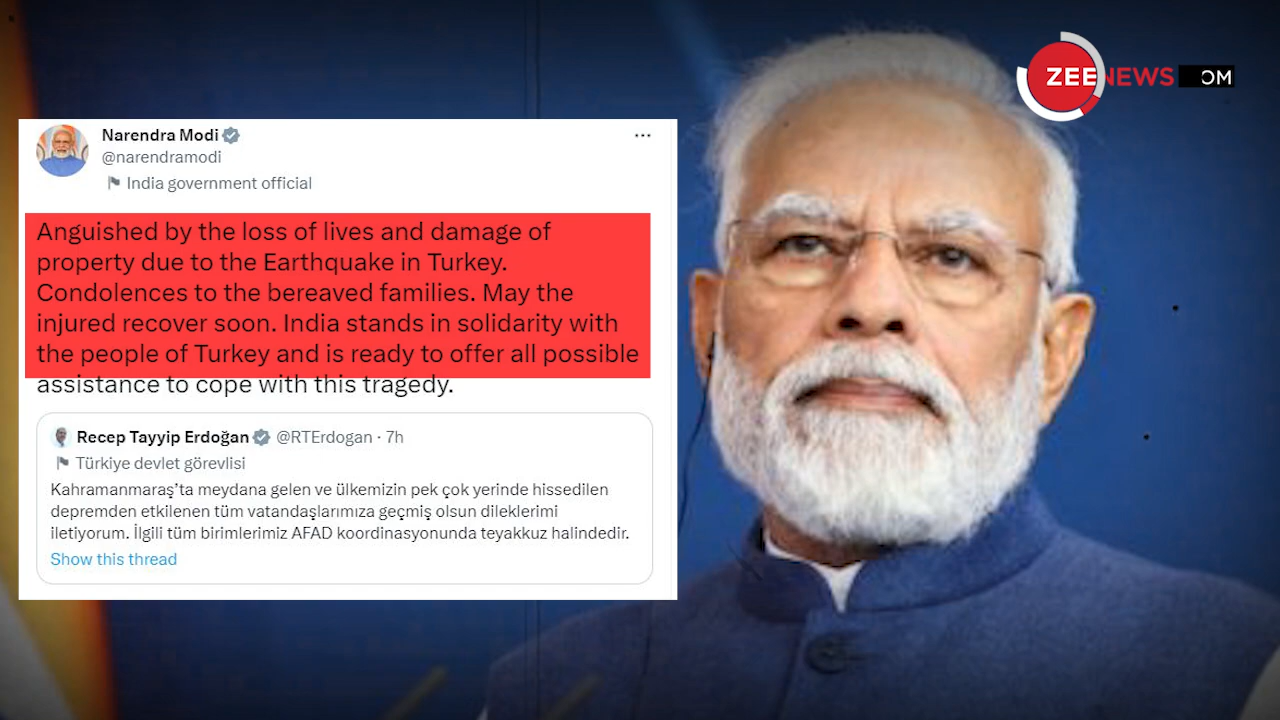 ZEENEWS
OM
Narendra Modi
@narendramodi
India government official
Anguished by the loss of lives and damage of
property due to the Earthquake in Turkey.
Condolences to the bereaved families. May the
injured recover soon. India stands in solidarity with
the people of Turkey and is ready to offer all possible
assistance to cope with this tragedy.
Recep Tayyip Erdoğan @RTErdogan · 7h
Türkiye devlet görevlisi
Kahramanmaraş’ta meydana gelen ve ülkemizin pek çok yerinde hissedilen
depremden etkilenen tüm vatandaşlarımıza geçmiş olsun dileklerimi
iletiyorum. İlgili tüm birimlerimiz AFAD koordinasyonunda teyakkuz halindedir.
Show this thread